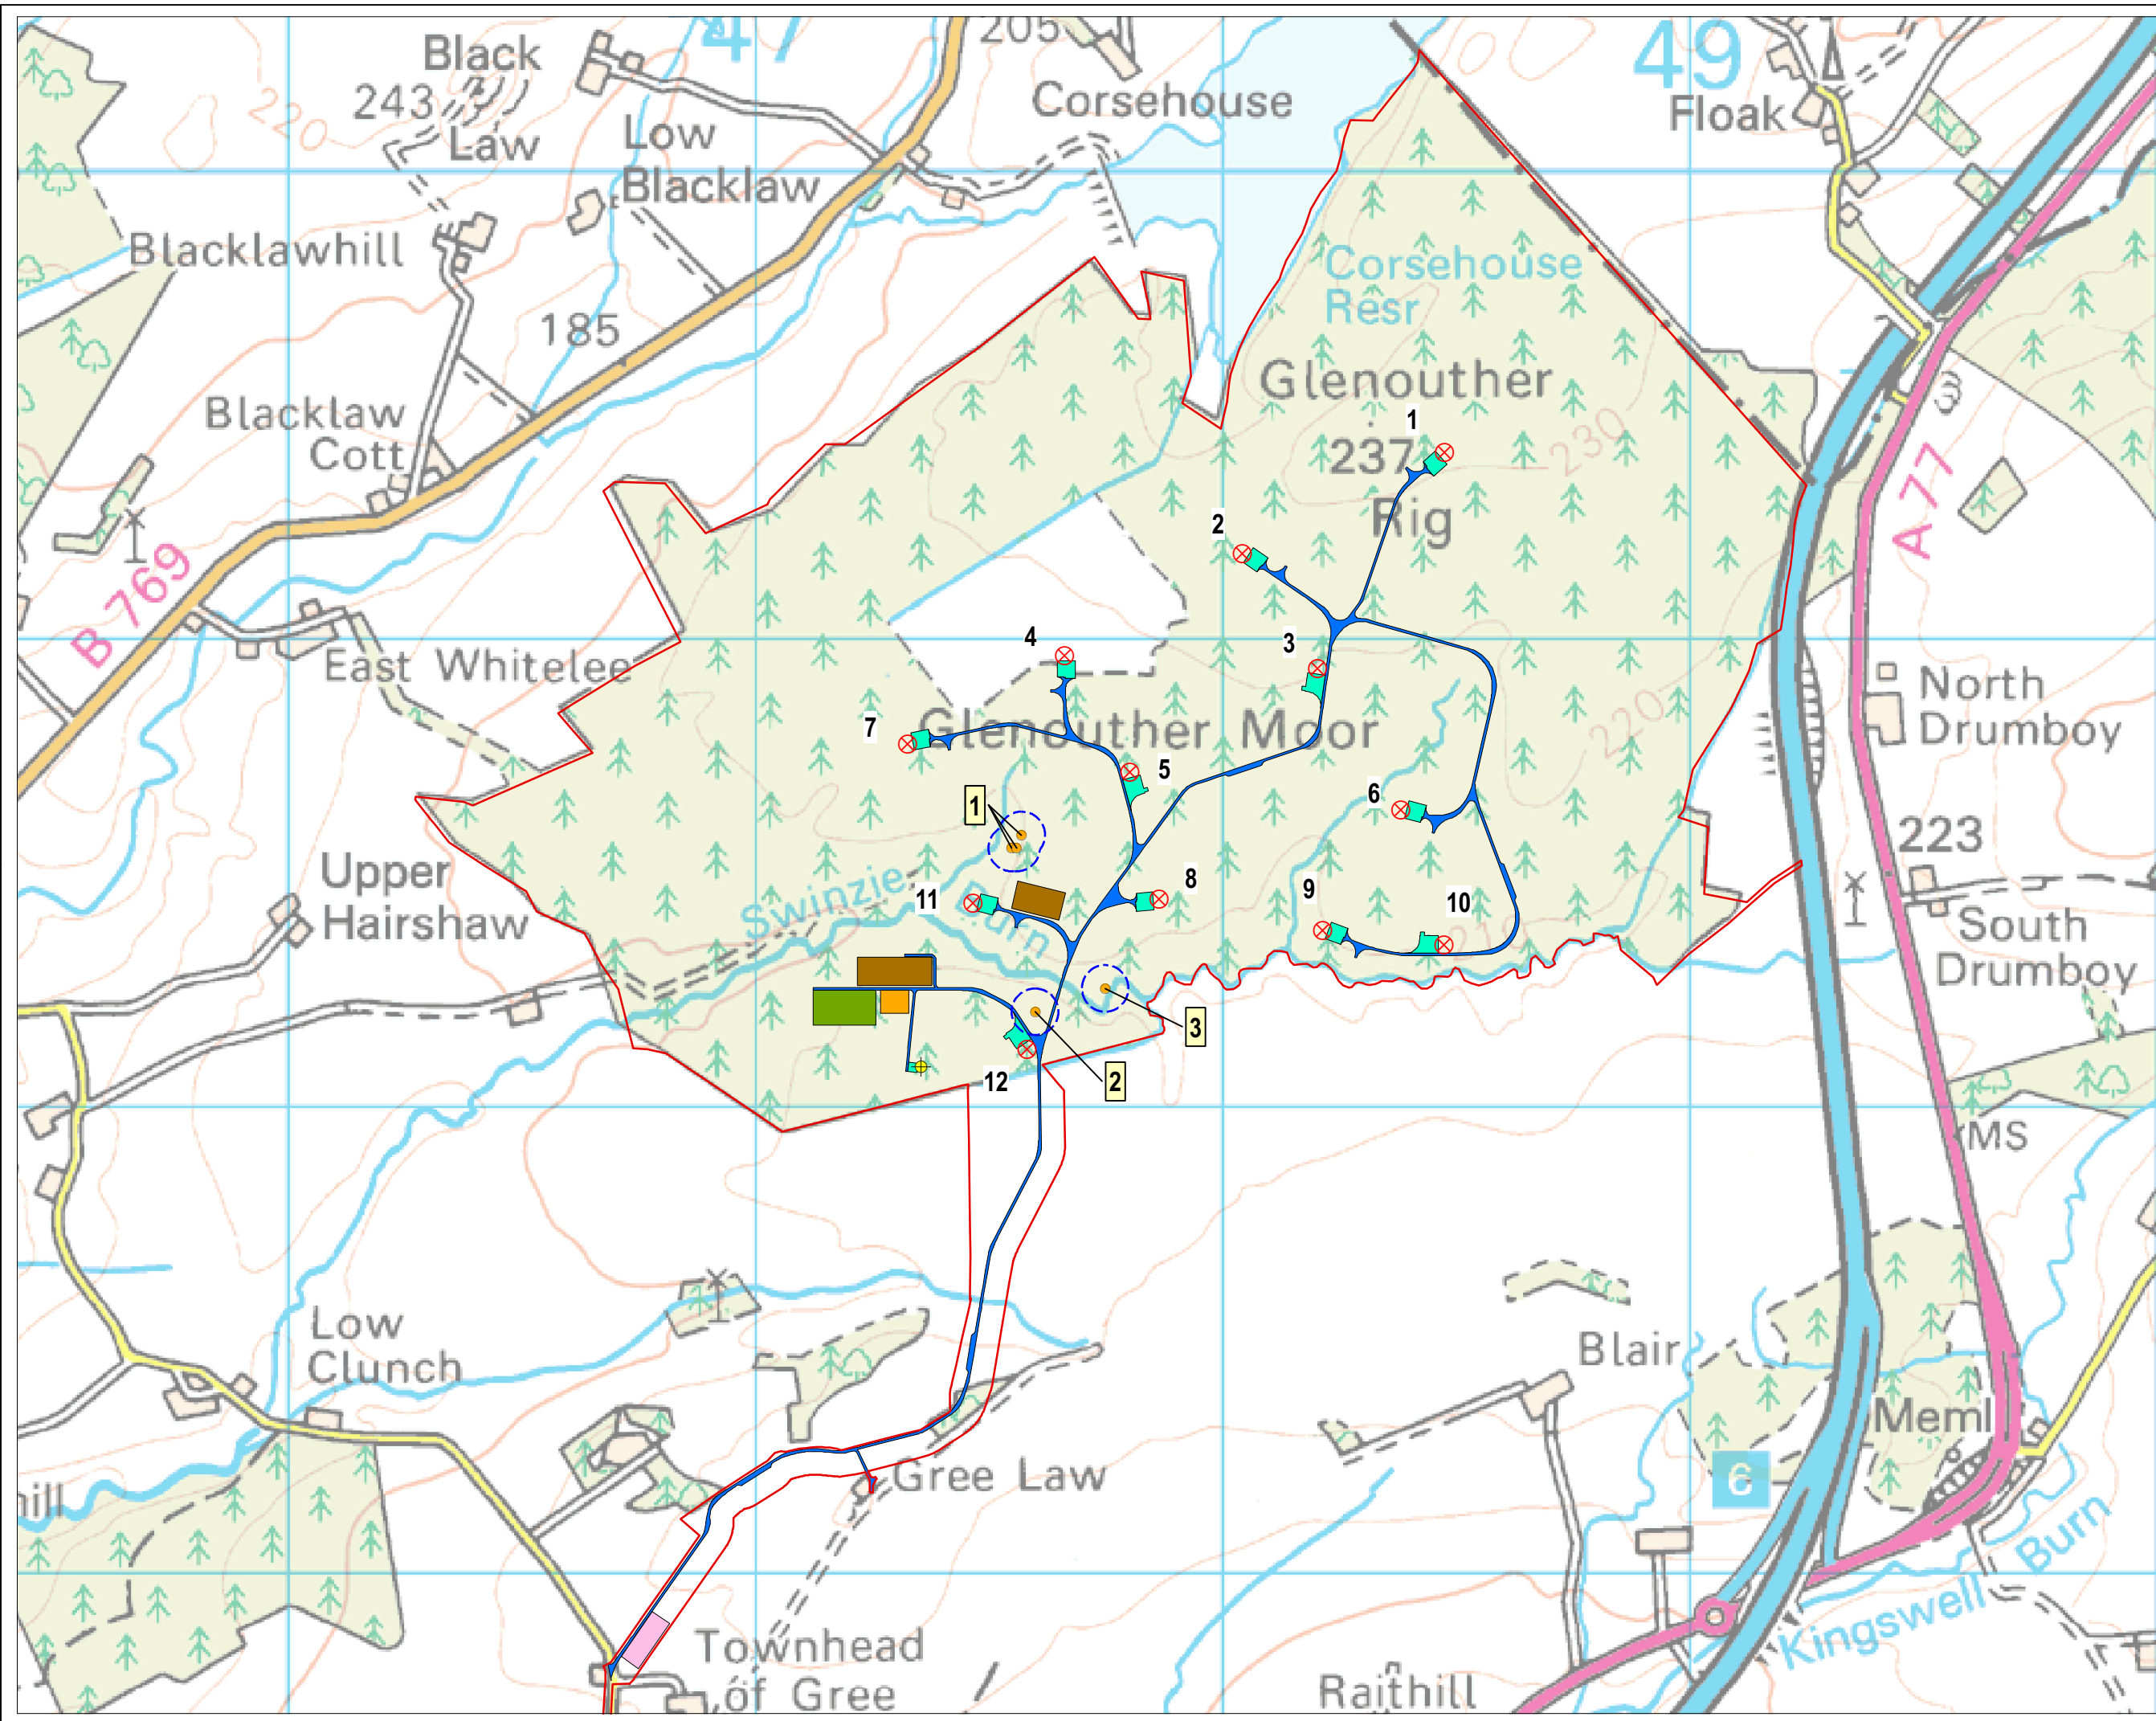 47
205
49
Black
243
Law
220
Corsehouse
Floak
Low
Blacklaw
Blacklawhill
Corsehouse
Resr
185
Glenouther
237
Rig
230
1
Blacklaw
Cott
A 77
2
B 769
East Whitelee
4
3
North
Drumboy
220
7
Glenouther Moor
5
6
1
223
Upper
Hairshaw
Swinzie
Burn
11
8
9
10
210
South
Drumboy
3
12
2
MS
Low
Clunch
Blair
Meml
6
Gree Law
hill
Kingswell Burn
Townhead
of Gree
Raithill